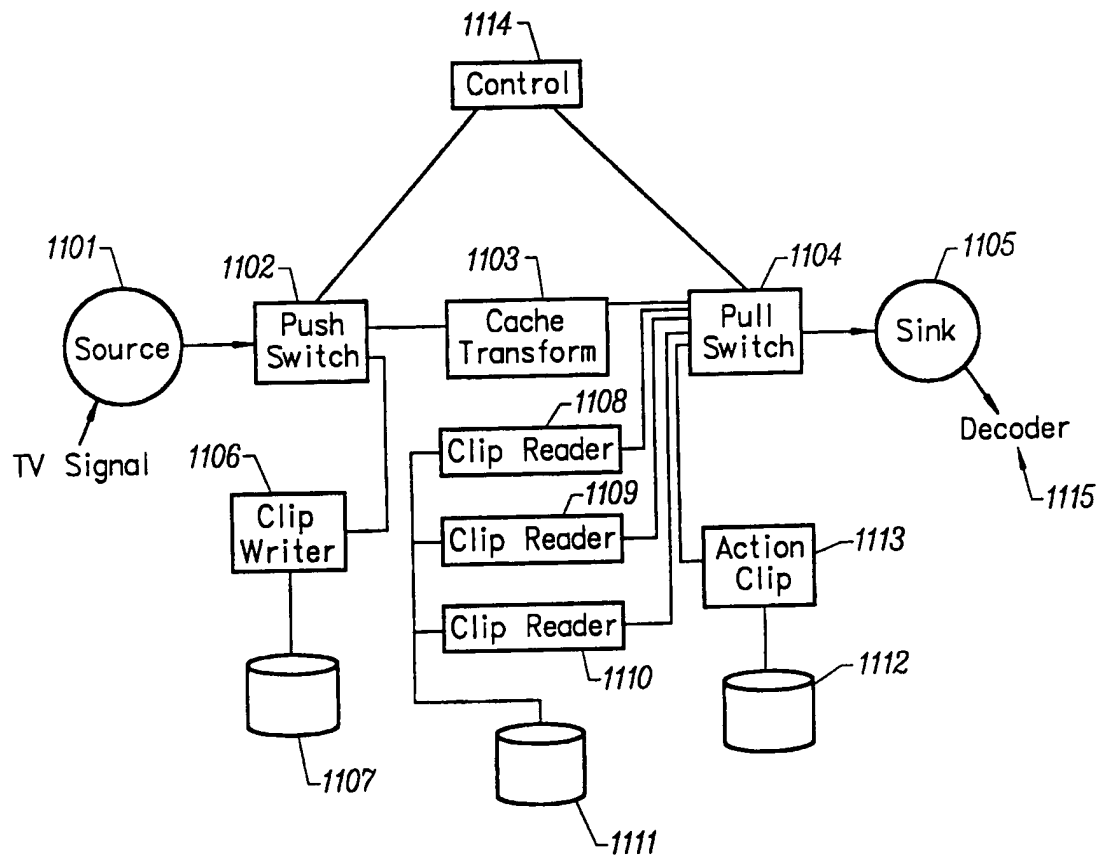 1114
Control
1101
1102
1103
1104
1105
Source
Push
Switch
Cache
Transform
Pull
Switch
Sink
TV Signal
1106
Clip
Writer
1107
1108
Clip Reader
1109
Clip Reader
Clip Reader
1110
1111
Decoder
1115
Action
Clip
1113
1112